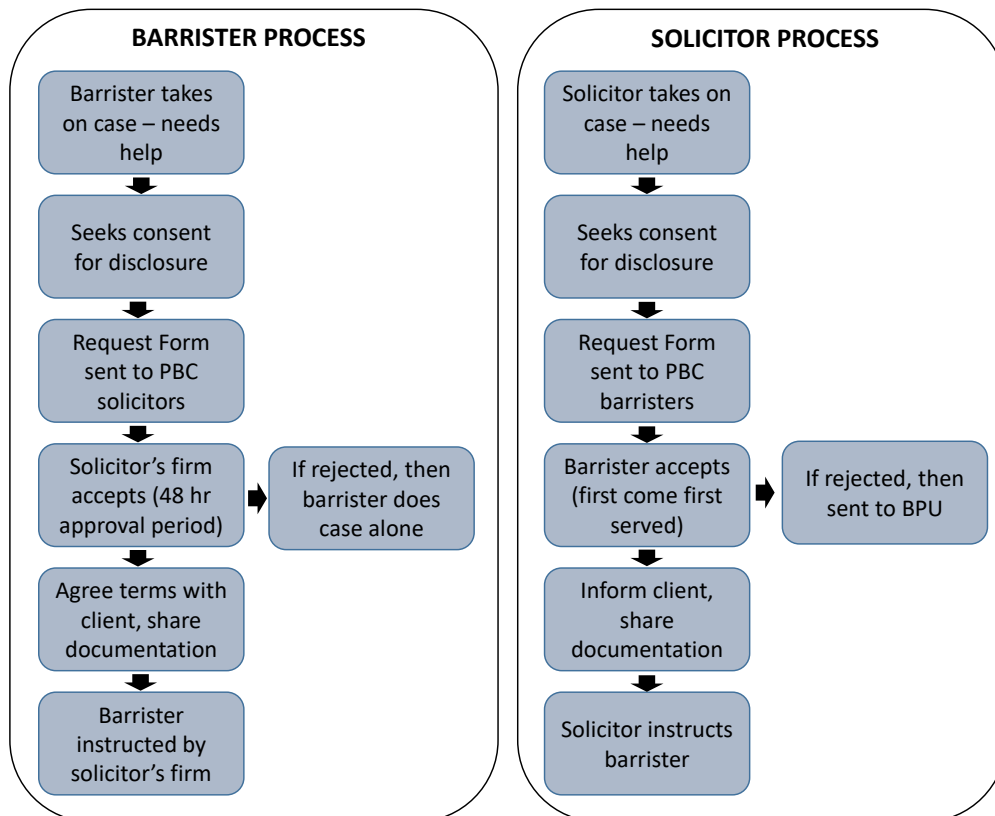 BARRISTER PROCESS
Barrister takes
on case – needs
help
Seeks consent
for disclosure
Request Form
sent to PBC
solicitors
Solicitor’s firm
accepts (48 hr
approval period)
If rejected, then
barrister does
case alone
Agree terms with
client, share
documentation
Barrister
instructed by
solicitor’s firm
SOLICITOR PROCESS
Solicitor takes on
case – needs
help
Seeks consent
for disclosure
Request Form
sent to PBC
barristers
Barrister accepts
(first come first
served)
If rejected, then
sent to BPU
Inform client,
share
documentation
Solicitor instructs
barrister